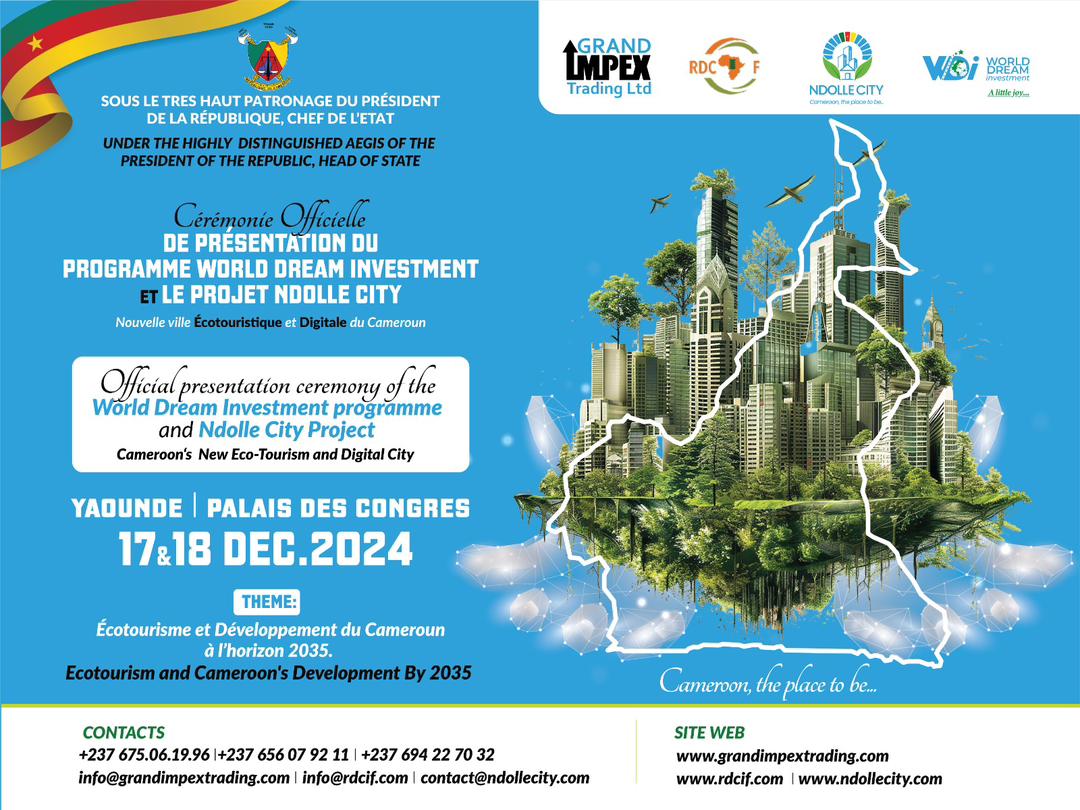 SOUS LE TRES HAUT PATRONAGE DU PRÉSIDENT
DE LA RÉPUBLIQUE, CHEF DE L'ETAT
UNDER THE HIGHLY DISTINGUISHED AEGIS OF THE
PRESIDENT OF THE REPUBLIC, HEAD OF STATE
GRAND
IMPEX
Trading Ltd
RDC F
NDOLLE CITY
Cameroon, the place to be..
WDi
WORLD
DREAM
investment
A little joy...
Cérémonie Officielle
DE PRÉSENTATION DU
PROGRAMME WORLD DREAM INVESTMENT
ET LE PROJET NDOLLE CITY
Nouvelle ville Écotouristique et Digitale du Cameroun
Official presentation ceremony of the
World Dream Investment programme
and Ndolle City Project
Cameroon's New Eco-Tourism and Digital City
YAOUNDE | PALAIS DES CONGRES
17&18 DEC.2024
THEME:
Écotourisme et Développement du Cameroun
à l'horizon 2035.
Ecotourism and Cameroon's Development By 2035
Cameroon, the place to be...
CONTACTS
+237 675.06.19.96 |+237 656 07 92 11 | +237 694 22 70 32
info@grandimpextrading.com | info@rdcif.com | contact@ndollecity.com
SITE WEB
www.grandimpextrading.com
www.rdcif.com | www.ndollecity.com